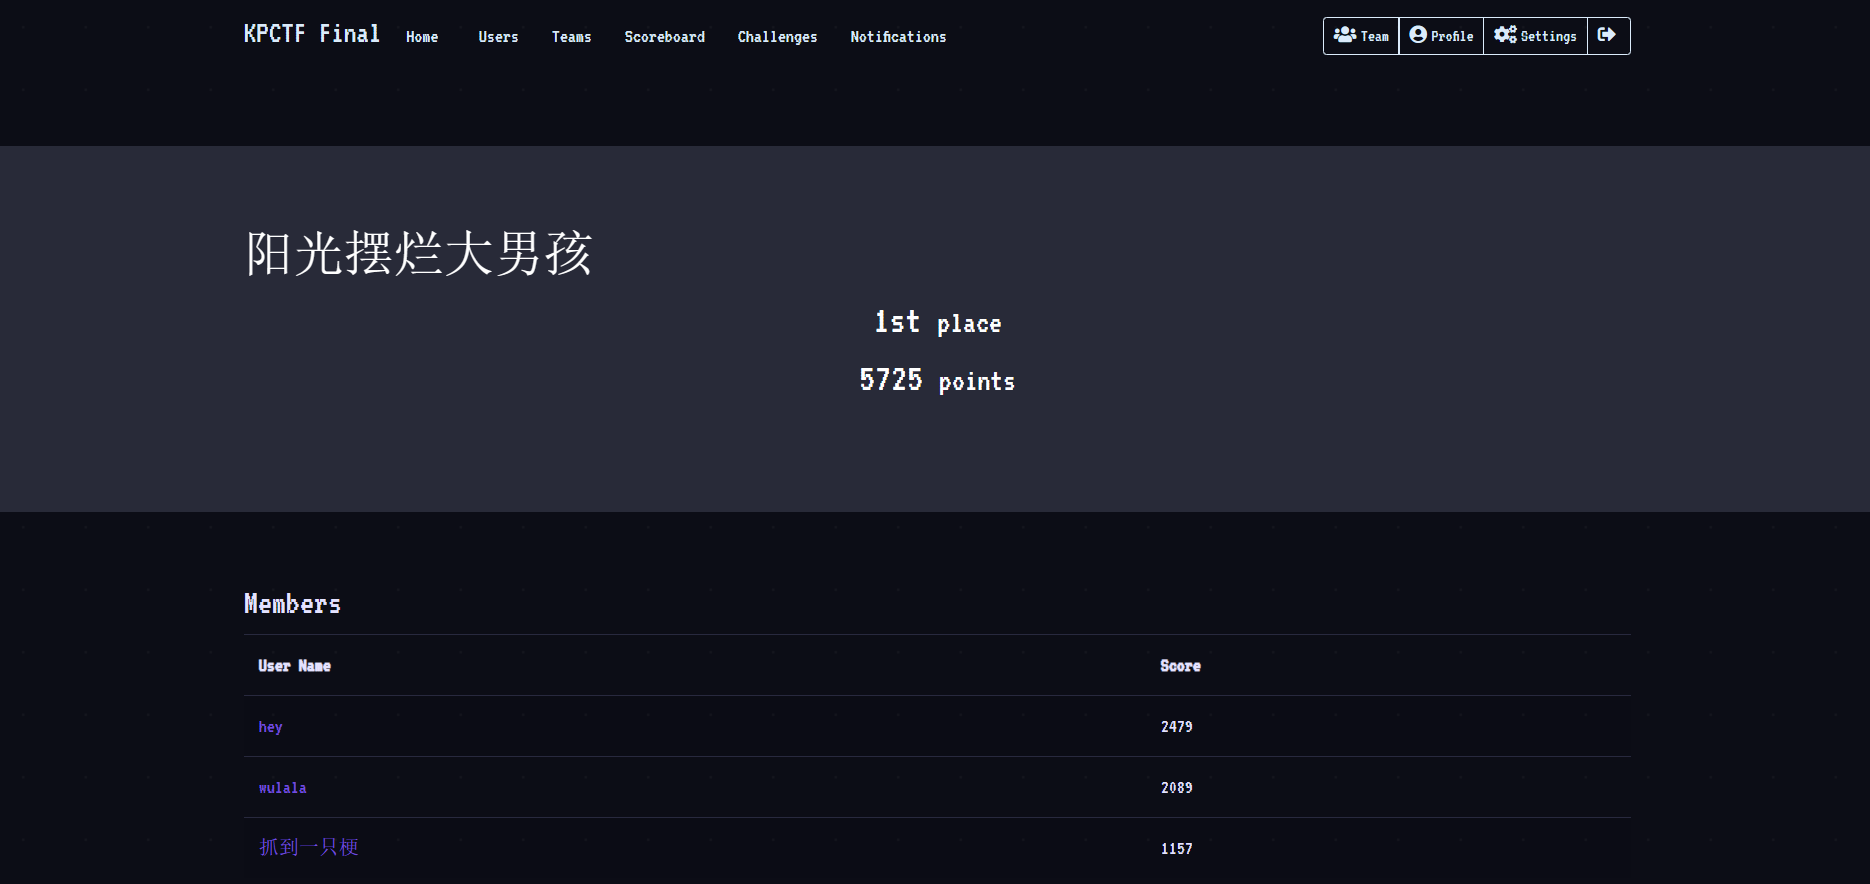 KPCTF Final Home Users Teams Scoreboard Challenges Notifications Team Profile Settings
阳光摆烂大男孩
1st place
5725 points
Members
User Name Score
hey 2479
wulala 2089
抓到一只梗 1157